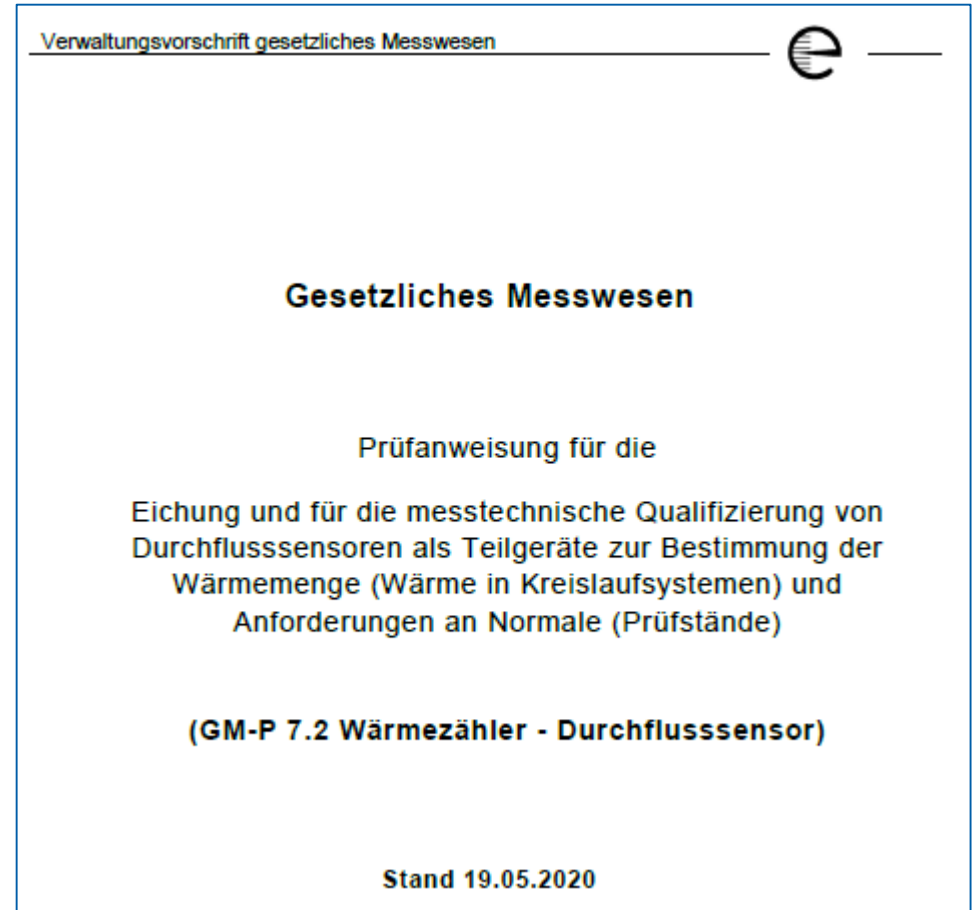 Verwaltungsvorschrift gesetzliches Messwesen
e
Gesetzliches Messwesen
Prüfanweisung für die
Eichung und für die messtechnische Qualifizierung von
Durchflusssensoren als Teilgeräte zur Bestimmung der
Wärmemenge (Wärme in Kreislaufsystemen) und
Anforderungen an Normale (Prüfstände)
(GM-P 7.2 Wärmezähler - Durchflusssensor)
Stand 19.05.2020